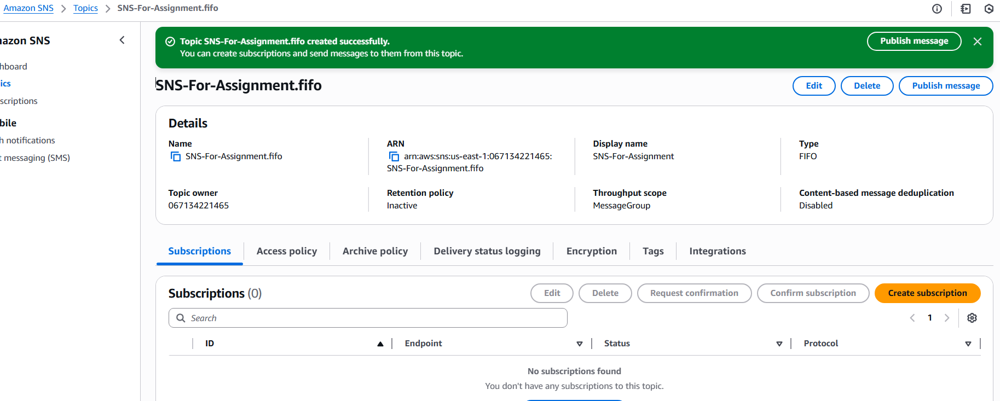 Amazon SNS > Topics > SNS-For-Assignment.fifo
azon SNS
hboard
ics
scriptions
bile
h notifications
t messaging (SMS)
Topic SNS-For-Assignment.fifo created successfully.
You can create subscriptions and send messages to them from this topic.
Publish message
SNS-For-Assignment.fifo
Edit Delete Publish message
Details
Name
SNS-For-Assignment.fifo
ARN
arn:aws:sns:us-east-1:067134221465:
SNS-For-Assignment.fifo
Display name
SNS-For-Assignment
Type
FIFO
Topic owner
067134221465
Retention policy
Inactive
Throughput scope
MessageGroup
Content-based message deduplication
Disabled
Subscriptions Access policy Archive policy Delivery status logging Encryption Tags Integrations
Subscriptions (0)
Edit Delete Request confirmation Confirm subscription Create subscription
Search
1
ID Endpoint Status Protocol
No subscriptions found
You don't have any subscriptions to this topic.